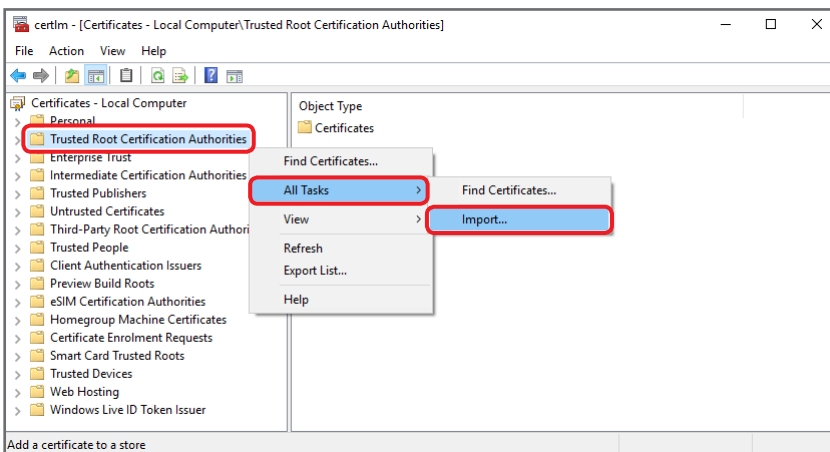 certlm - [Certificates - Local Computer\Trusted Root Certification Authorities]
File Action View Help
Certificates - Local Computer
Personal
Trusted Root Certification Authorities
Enterprise Trust
Intermediate Certification Authorities
Trusted Publishers
Untrusted Certificates
Third-Party Root Certification Authori
Trusted People
Client Authentication Issuers
Preview Build Roots
eSIM Certification Authorities
Homegroup Machine Certificates
Certificate Enrolment Requests
Smart Card Trusted Roots
Trusted Devices
Web Hosting
Windows Live ID Token Issuer
Object Type
Certificates
Find Certificates...
All Tasks
View
Refresh
Export List...
Help
Find Certificates...
Import...
Add a certificate to a store